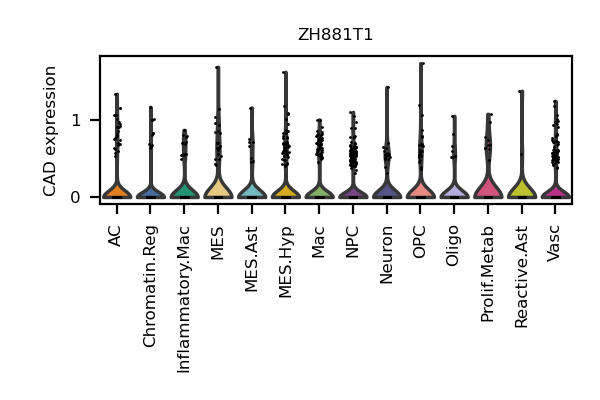 ZH881T1
CAD expression
1
0
AC
Chromatin.Reg
Inflammatory.Mac
MES
MES.Ast
MES.Hyp
Mac
NPC
Neuron
OPC
Oligo
Prolif.Metab
Reactive.Ast
Vasc